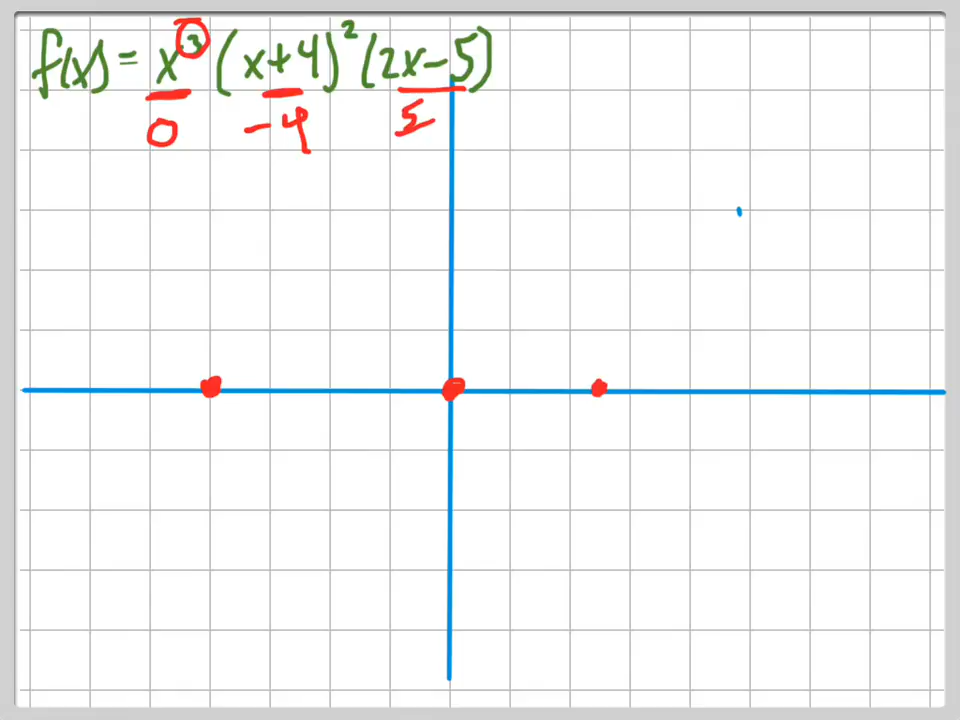 f(x) = x³ (x+4)² (2x-5)
0 -4 5